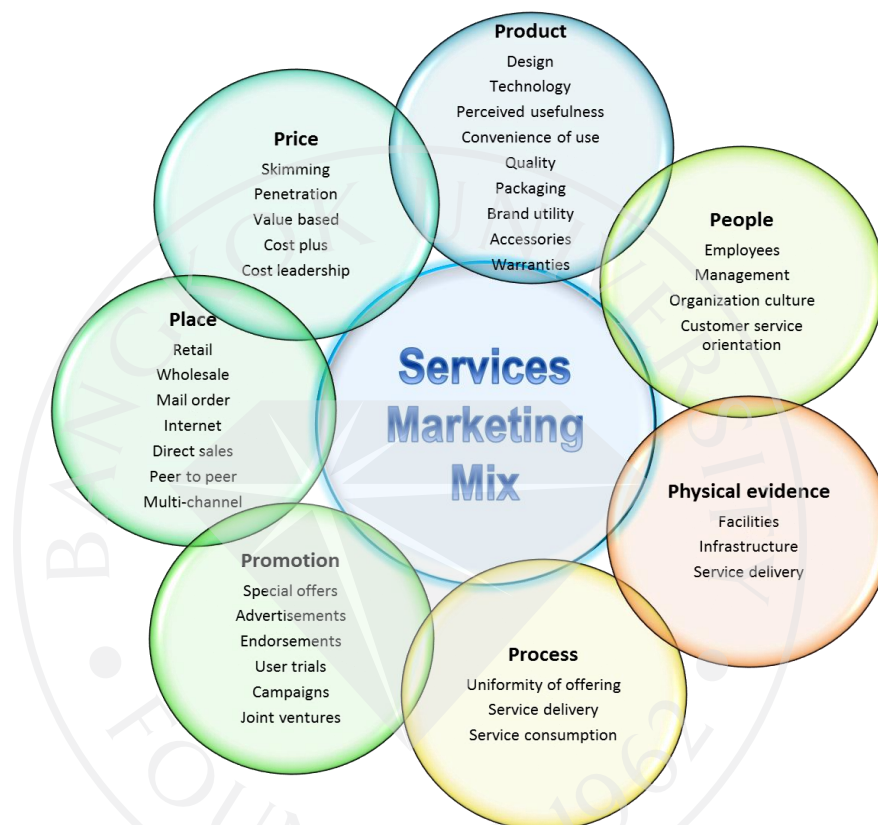 Product
Design
Technology
Perceived usefulness
Convenience of use
Quality
Packaging
Brand utility
Accessories
Warranties
Price
Skimming
Penetration
Value based
Cost plus
Cost leadership
People
Employees
Management
Organization culture
Customer service
orientation
Place
Retail
Wholesale
Mail order
Internet
Direct sales
Peer to peer
Multi-channel
Services
Marketing
Mix
Physical evidence
Facilities
Infrastructure
Service delivery
Promotion
Special offers
Advertisements
Endorsements
User trials
Campaigns
Joint ventures
Process
Uniformity of offering
Service delivery
Service consumption
BANGKOK UNIVERSITY
1962